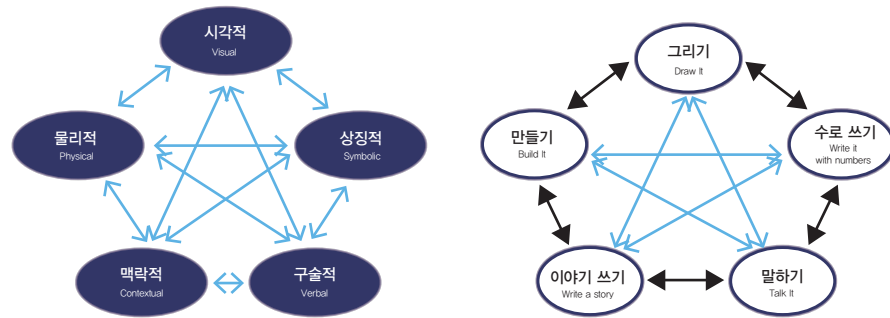 시각적
Visual
물리적
Physical
상징적
Symbolic
맥락적
Contextual
구술적
Verbal
그리기
Draw It
만들기
Build It
수로 쓰기
Write it
with numbers
이야기 쓰기
Write a story
말하기
Talk It